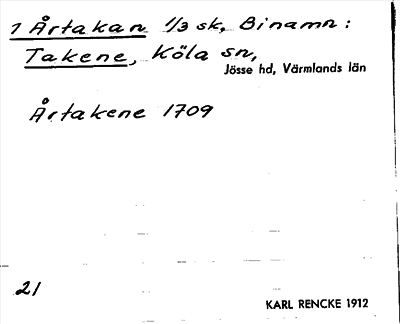 1 Årtakan 1/3 sk, Binamn:
Takene, Köla sn,
Jösse hd, Värmlands län
Årtakene 1709
21
KARL RENCKE 1912